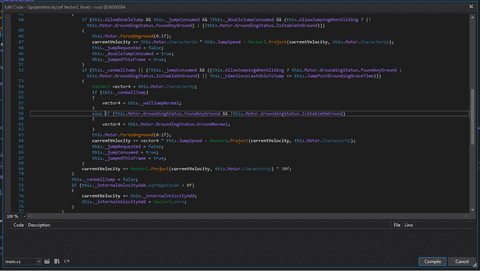 Edit Code - UpdateVelocity(ref Vector3, float) : void @06000394
44 if (this.AllowDoubleJump && this._jumpConsumed && !this._doubleJumpConsumed && (this.AllowJumpingWhenSliding ? (!
this.Motor.GroundingStatus.FoundAnyGround) : (!this.Motor.GroundingStatus.IsStableOnGround)))
45 {
46 this.Motor.ForceUnground(0.1f);
47 currentVelocity += this.Motor.CharacterUp * this.JumpSpeed - Vector3.Project(currentVelocity, this.Motor.CharacterUp);
48 this._jumpRequested = false;
49 this._doubleJumpConsumed = true;
50 this._jumpedThisFrame = true;
51 }
52 if (this._canWallJump || (!this._jumpConsumed && ((this.AllowJumpingWhenSliding ? this.Motor.GroundingStatus.FoundAnyGround :
this.Motor.GroundingStatus.IsStableOnGround) || this._timeSinceLastAbleToJump <= this.JumpPostGroundingGraceTime)))
53 {
54 Vector3 vector4 = this.Motor.CharacterUp;
55 if (this._canWallJump)
56 {
57 vector4 = this._wallJumpNormal;
58 }
59 else if (this.Motor.GroundingStatus.FoundAnyGround && !this.Motor.GroundingStatus.IsStableOnGround)
60 {
61 vector4 = this.Motor.GroundingStatus.GroundNormal;
62 }
63 this.Motor.ForceUnground(0.1f);
64 currentVelocity += vector4 * this.JumpSpeed - Vector3.Project(currentVelocity, this.Motor.CharacterUp);
65 this._jumpRequested = false;
66 this._jumpConsumed = true;
67 this._jumpedThisFrame = true;
68 }
69 currentVelocity += Vector3.Project(currentVelocity, this.Motor.CharacterUp) * 30f;
70 }
71 this._canWallJump = false;
72 if (this._internalVelocityAdd.sqrMagnitude > 0f)
73 {
74 currentVelocity += this._internalVelocityAdd;
75 this._internalVelocityAdd = Vector3.zero;
76 }
100 %
Code Description File Line
main.cs C# Compile Cancel